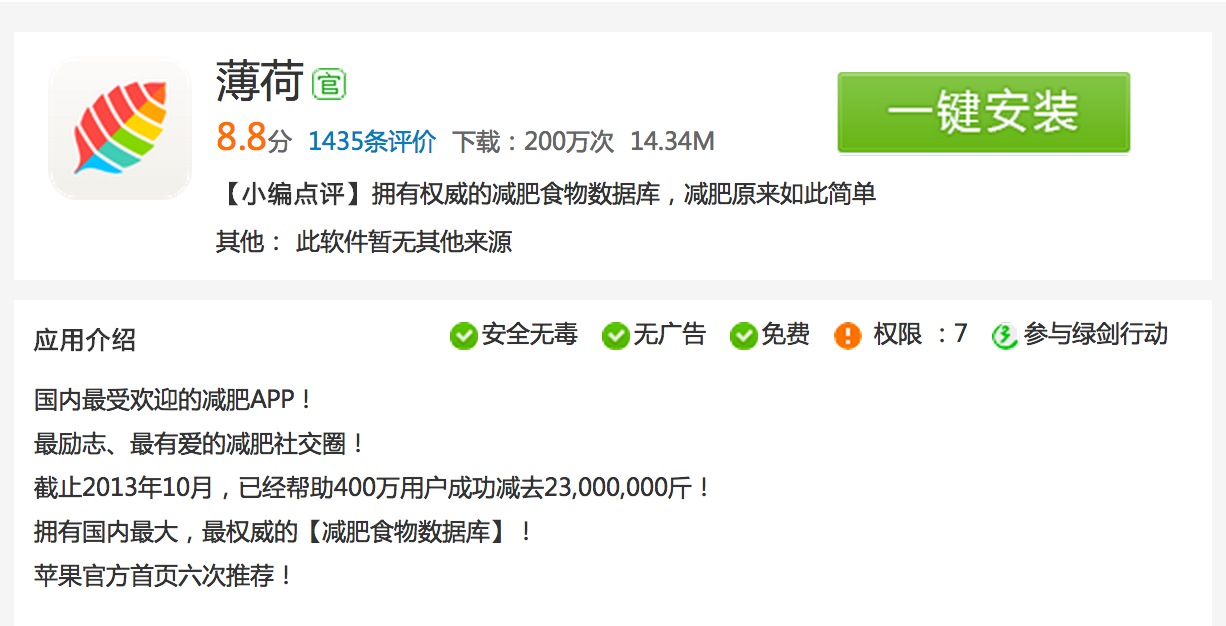 薄荷 官
一键安装
8.8分 1435条评价 下载：200万次 14.34M
【小编点评】拥有权威的减肥食物数据库，减肥原来如此简单
其他： 此软件暂无其他来源
应用介绍 安全无毒 无广告 免费 权限 ：7 参与绿剑行动
国内最受欢迎的减肥APP！
最励志、最有爱的减肥社交圈！
截止2013年10月，已经帮助400万用户成功减去23,000,000斤！
拥有国内最大，最权威的【减肥食物数据库】！
苹果官方首页六次推荐！